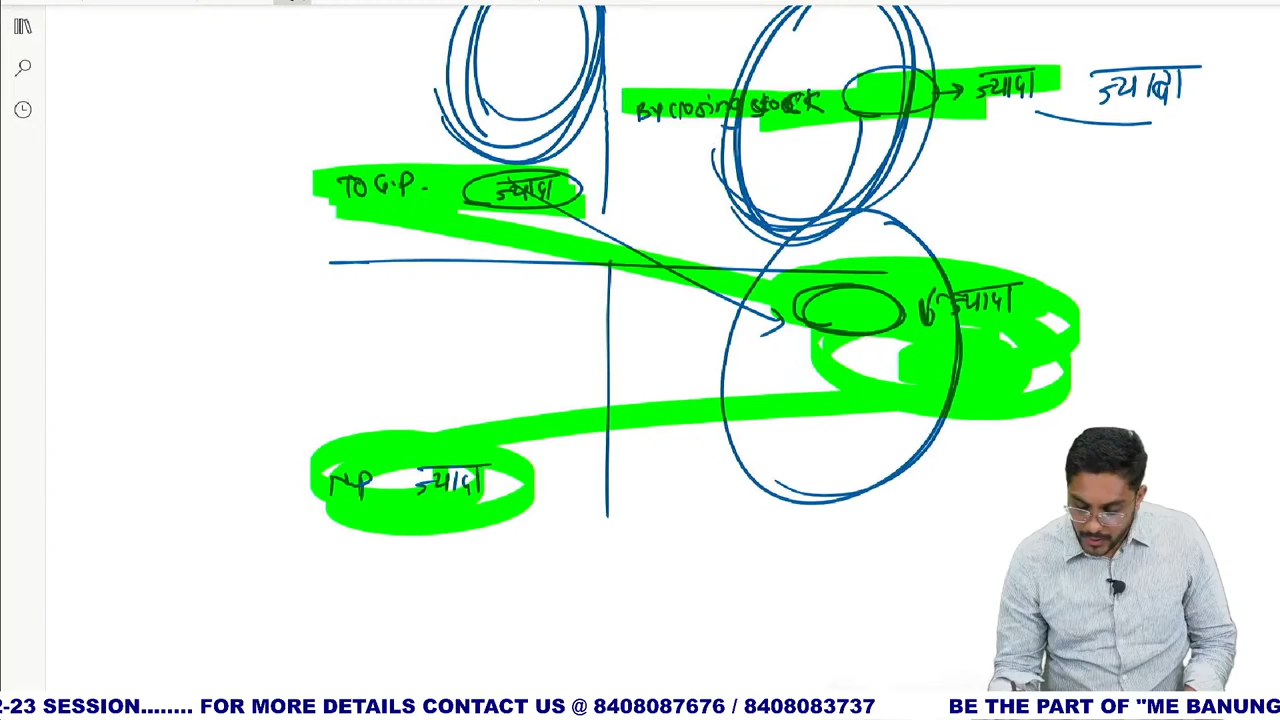 By closing stock → ज्यादा ज्यादा
To G.P. ज्यादा
ज्यादा
N.P ज्यादा
2-23 SESSION........ FOR MORE DETAILS CONTACT US @ 8408087676 / 8408083737 BE THE PART OF "ME BANUNG